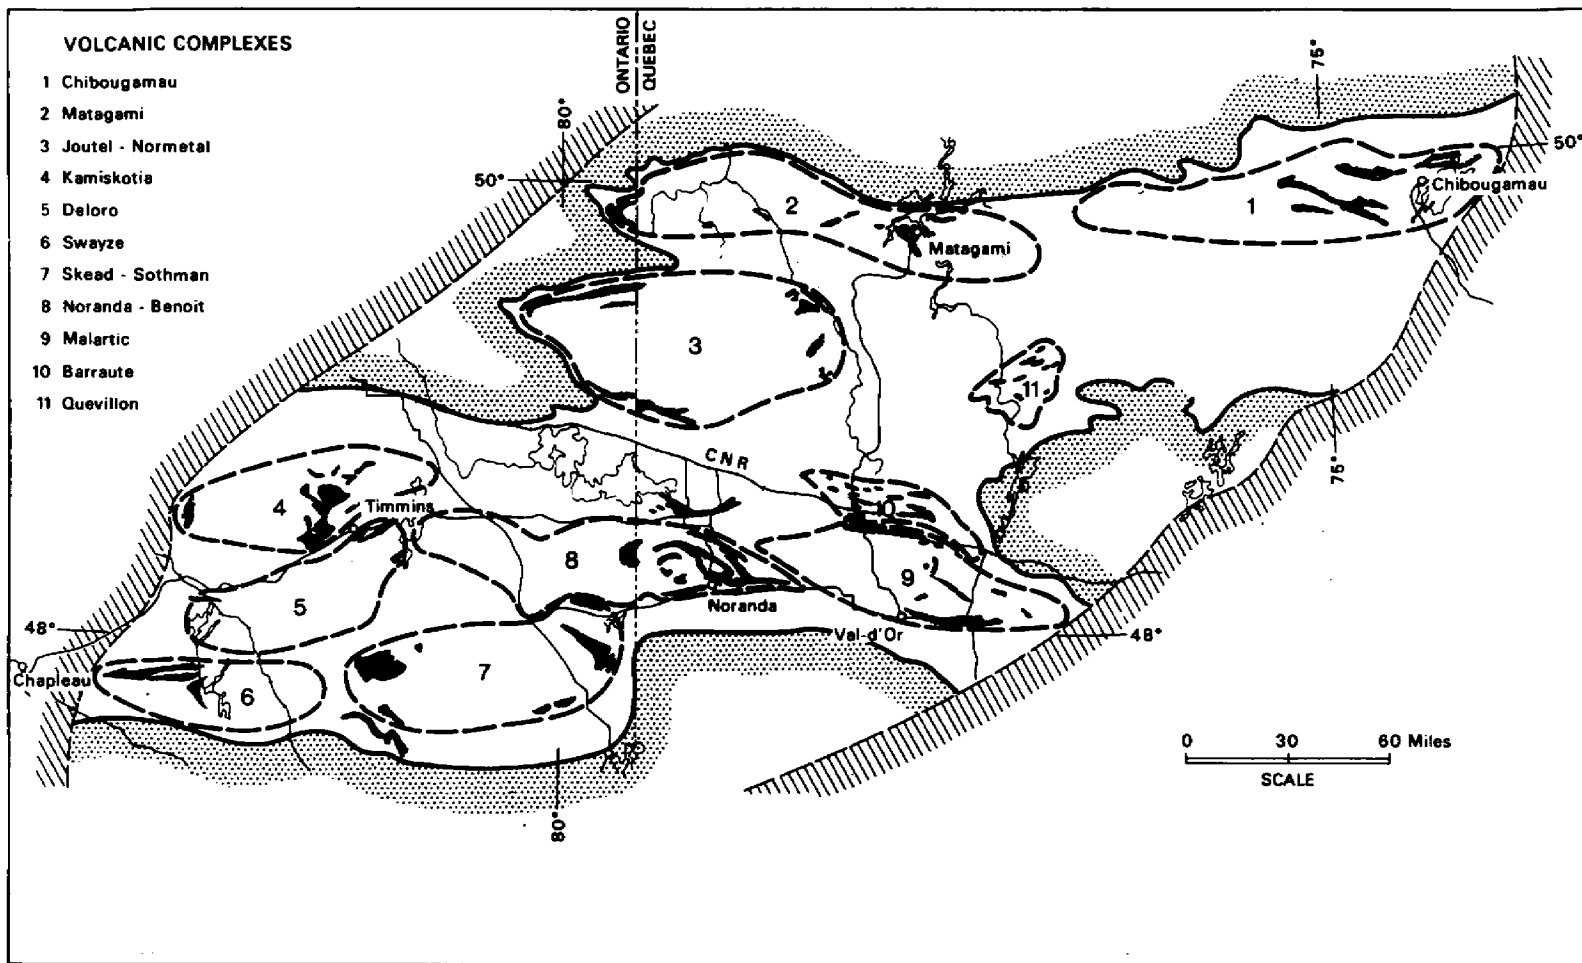 VOLCANIC COMPLEXES
1 Chibougamau
2 Matagami
3 Joutel - Normetal
4 Kamiskotia
5 Deloro
6 Swayze
7 Skead - Sothman
8 Noranda - Benoit
9 Malartic
10 Barraute
11 Quevillon
ONTARIO
QUEBEC
80°
75°
50°
50°
1
Chibougamau
2
Matagami
3
11
CNR
4
Timmins
10
8
9
5
Noranda
48°
Val-d'Or
48°
75°
Chapleau
6
7
80°
0 30 60 Miles
SCALE